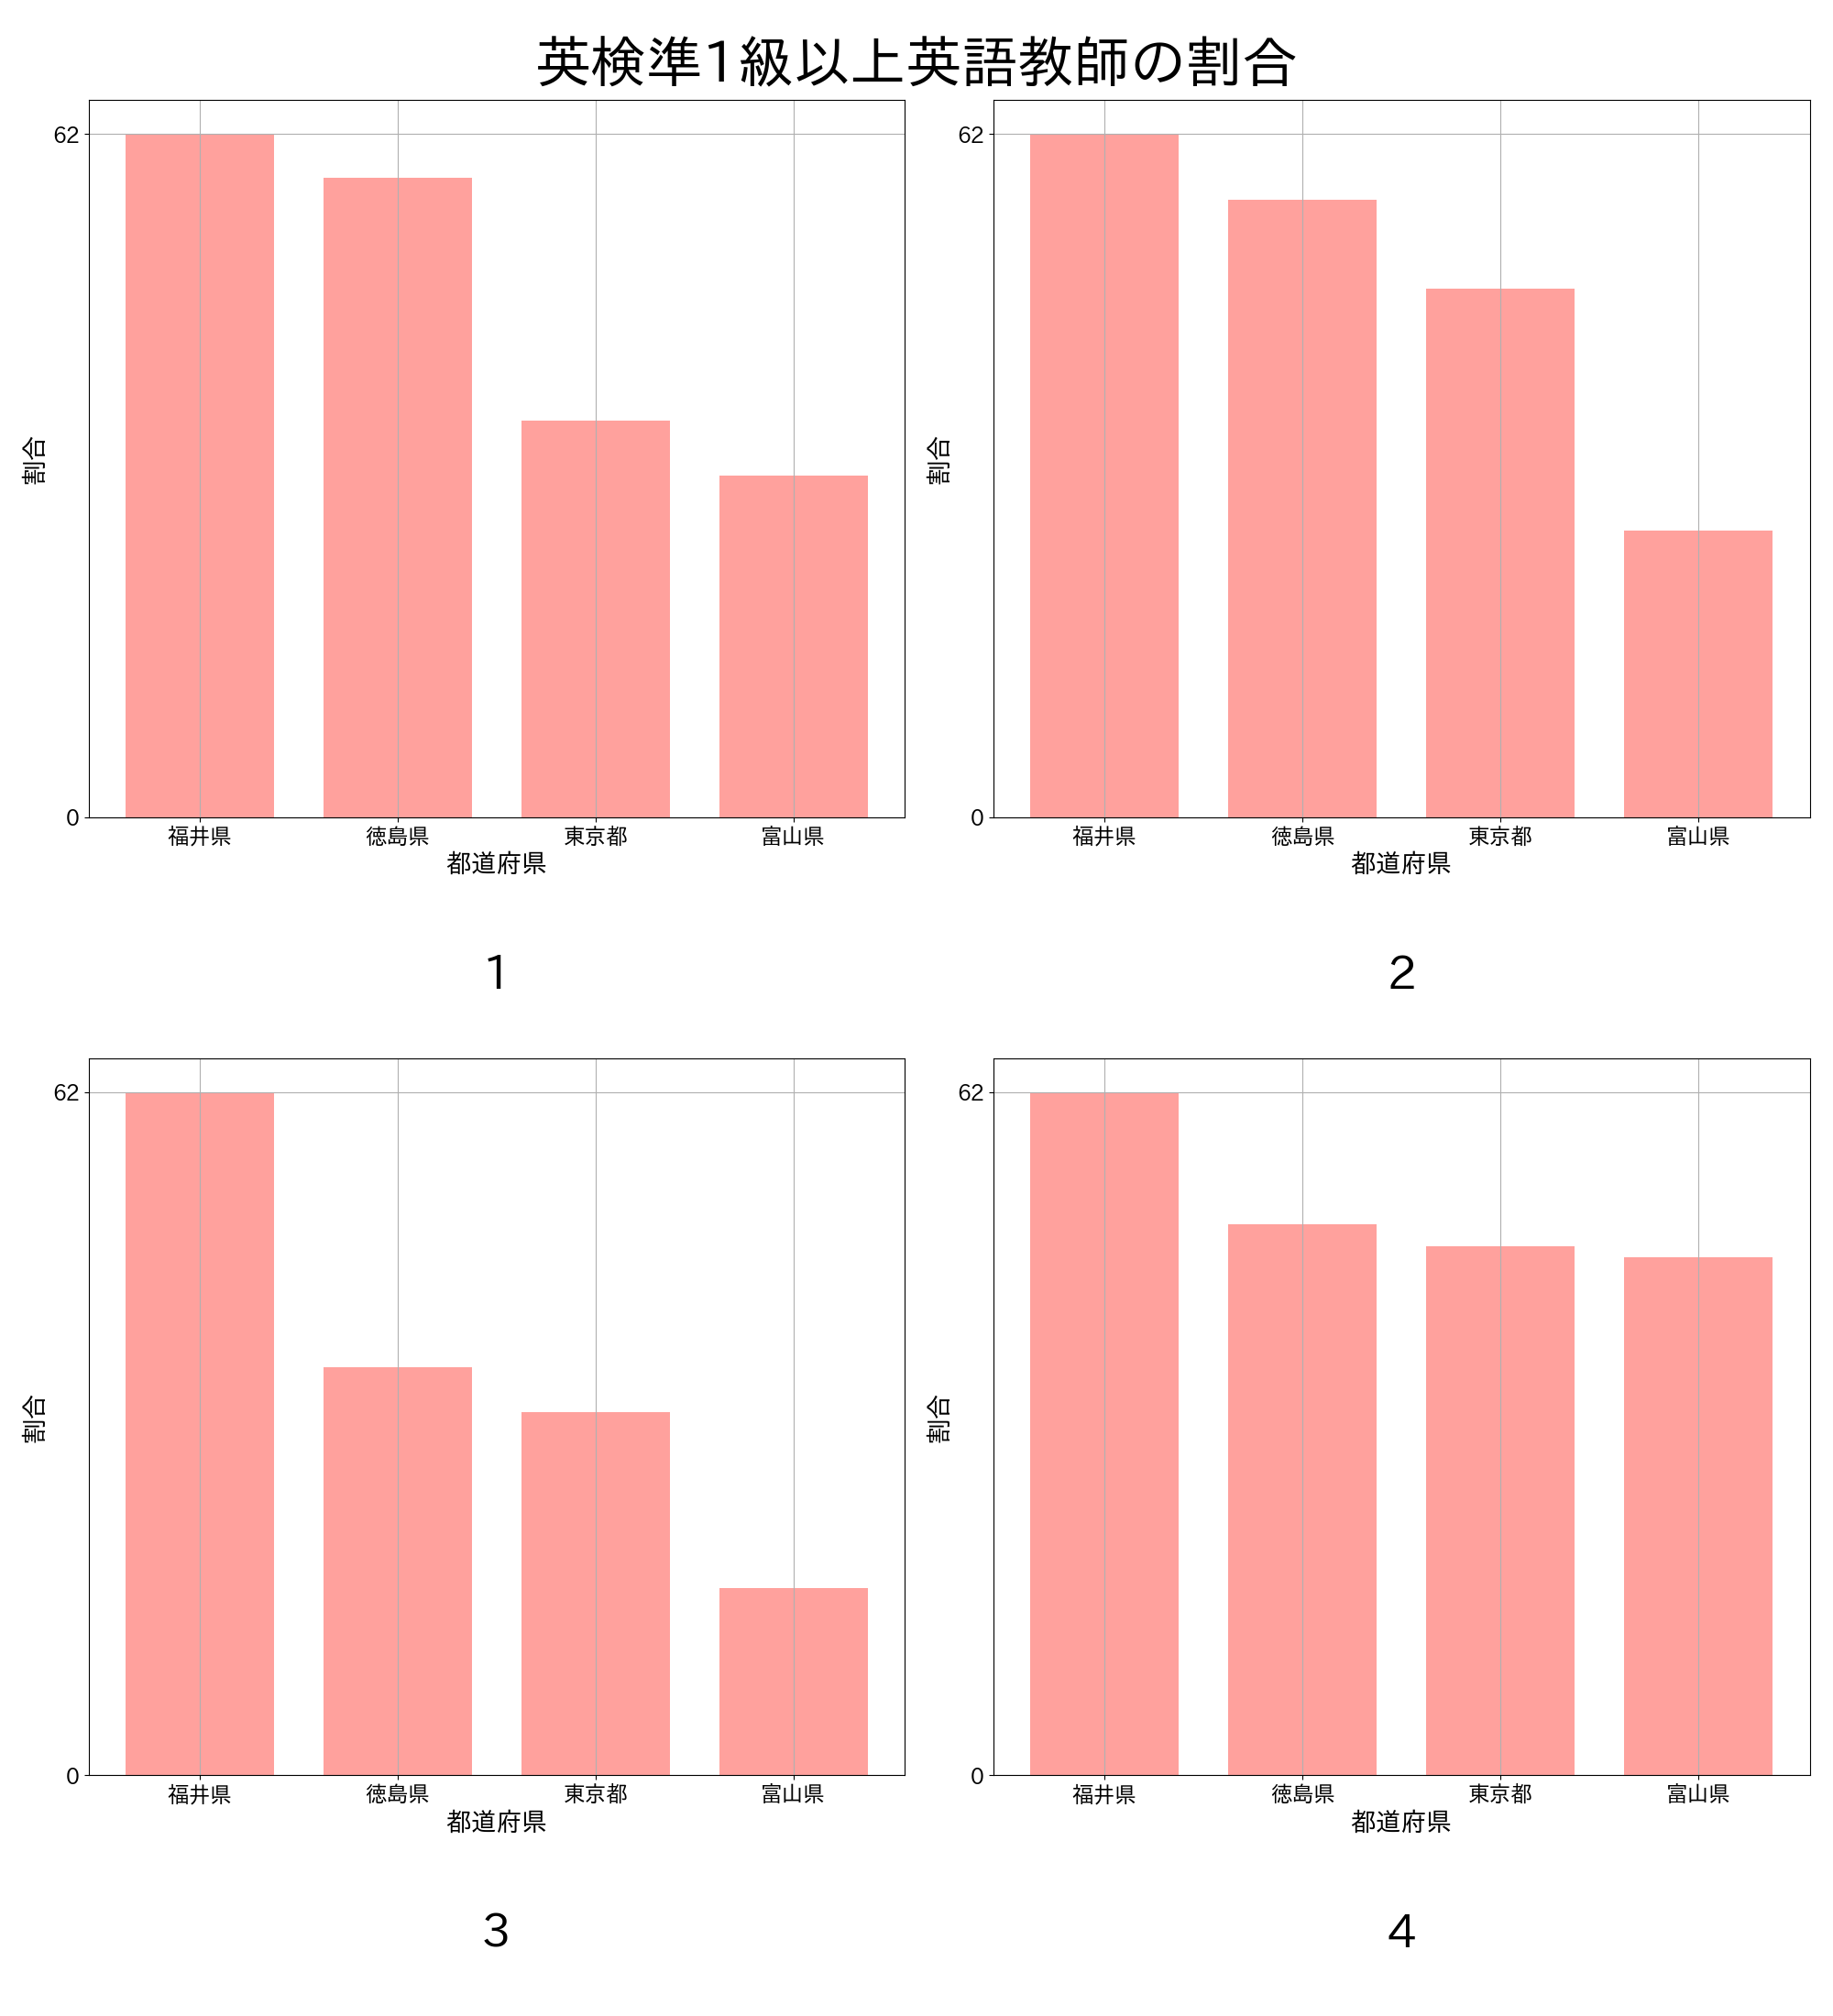 英検準1級以上英語教師の割合
62
割合
0
福井県 徳島県 東京都 富山県
都道府県
1
62
割合
0
福井県 徳島県 東京都 富山県
都道府県
2
62
割合
0
福井県 徳島県 東京都 富山県
都道府県
3
62
割合
0
福井県 徳島県 東京都 富山県
都道府県
4